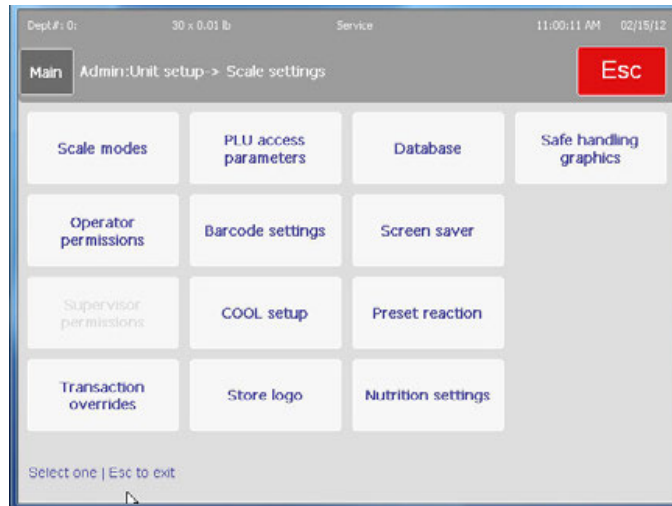 Dept#: 0: 30 x 0.01 lb Service 11:00:11 AM 02/15/12
Main Admin:Unit setup-> Scale settings Esc
Scale modes
PLU access
parameters
Database
Safe handling
graphics
Operator
permissions
Barcode settings
Screen saver
Supervisor
permissions
COOL setup
Preset reaction
Transaction
overrides
Store logo
Nutrition settings
Select one | Esc to exit